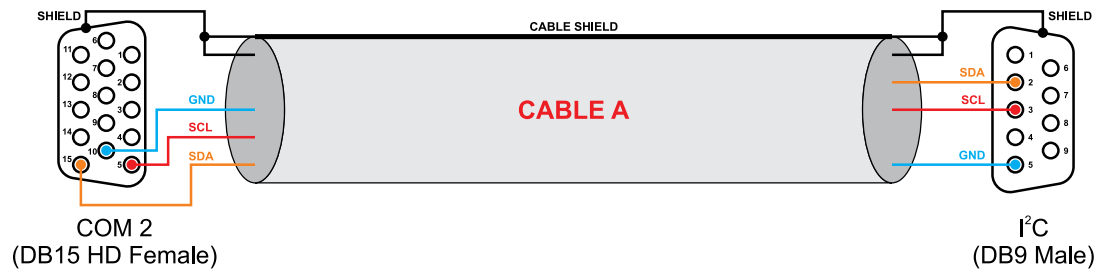 SHIELD
CABLE SHIELD
SHIELD
11
6
1
12
7
2
13
8
3
14
9
4
15
10
5
GND
SCL
SDA
CABLE A
SDA
SCL
GND
1
6
2
7
3
8
4
9
5
COM 2
(DB15 HD Female)
I²C
(DB9 Male)